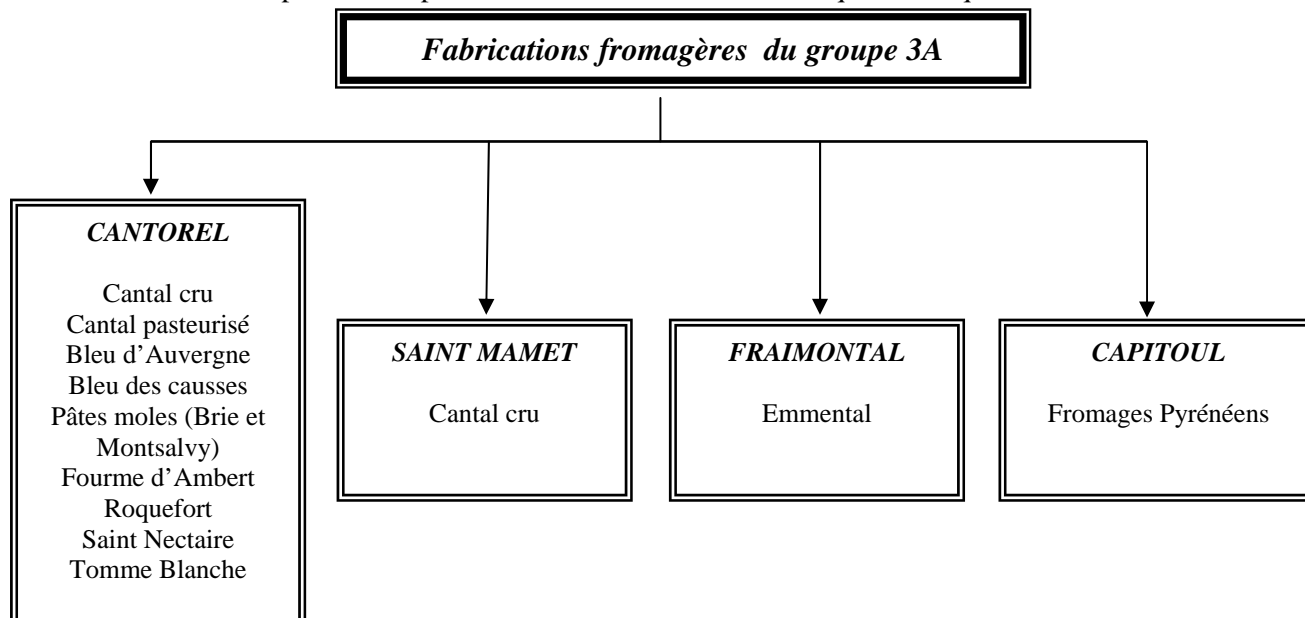 Fabrications fromagères du groupe 3A
CANTOREL
Cantal cru
Cantal pasteurisé
Bleu d’Auvergne
Bleu des causses
Pâtes moles (Brie et
Montsalvy)
Fourme d’Ambert
Roquefort
Saint Nectaire
Tomme Blanche
SAINT MAMET
Cantal cru
FRAIMONTAL
Emmental
CAPITOUL
Fromages Pyrénéens